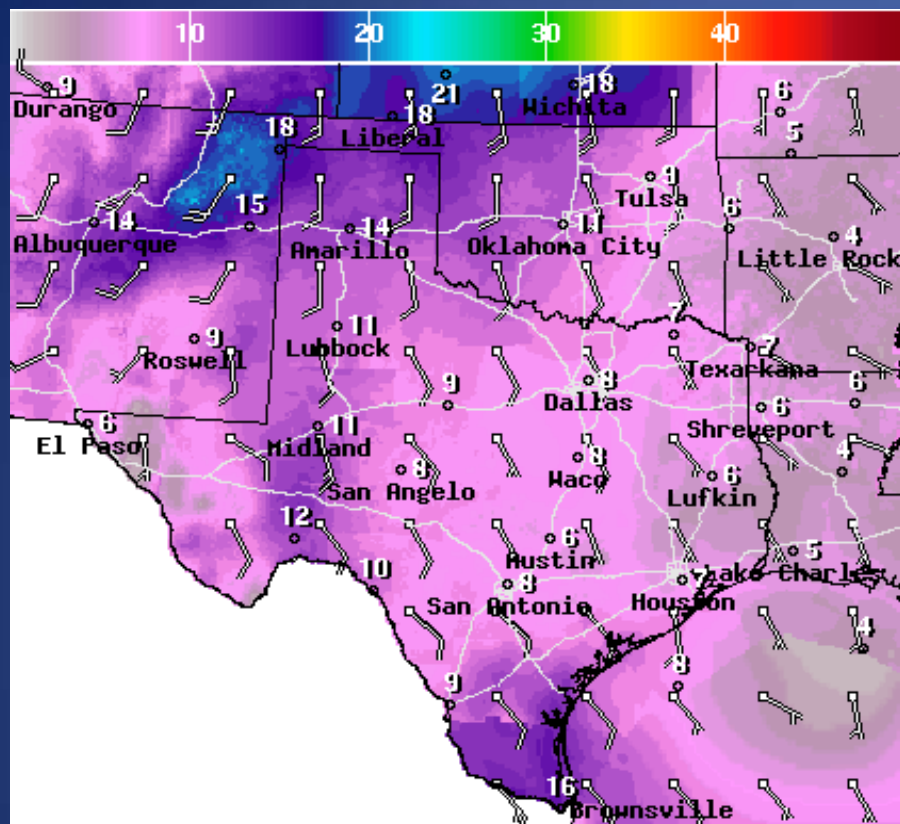 10 20 30 40
9
Durango
21
18
Wichita
18
Liberal
6
18
5
9
Tulsa
14
15
14
11
6
4
Albuquerque
Amarillo
Oklahoma City
Little Rock
9
Roswell
11
Lubbock
7
7
Texarkana
9
8
Dallas
6
6
El Paso
11
Midland
6
Shreveport
8
San Angelo
8
Waco
6
Lufkin
4
12
6
Austin
5
Lake Charles
10
8
San Antonio
7
Houston
4
9
8
16
Brownsville